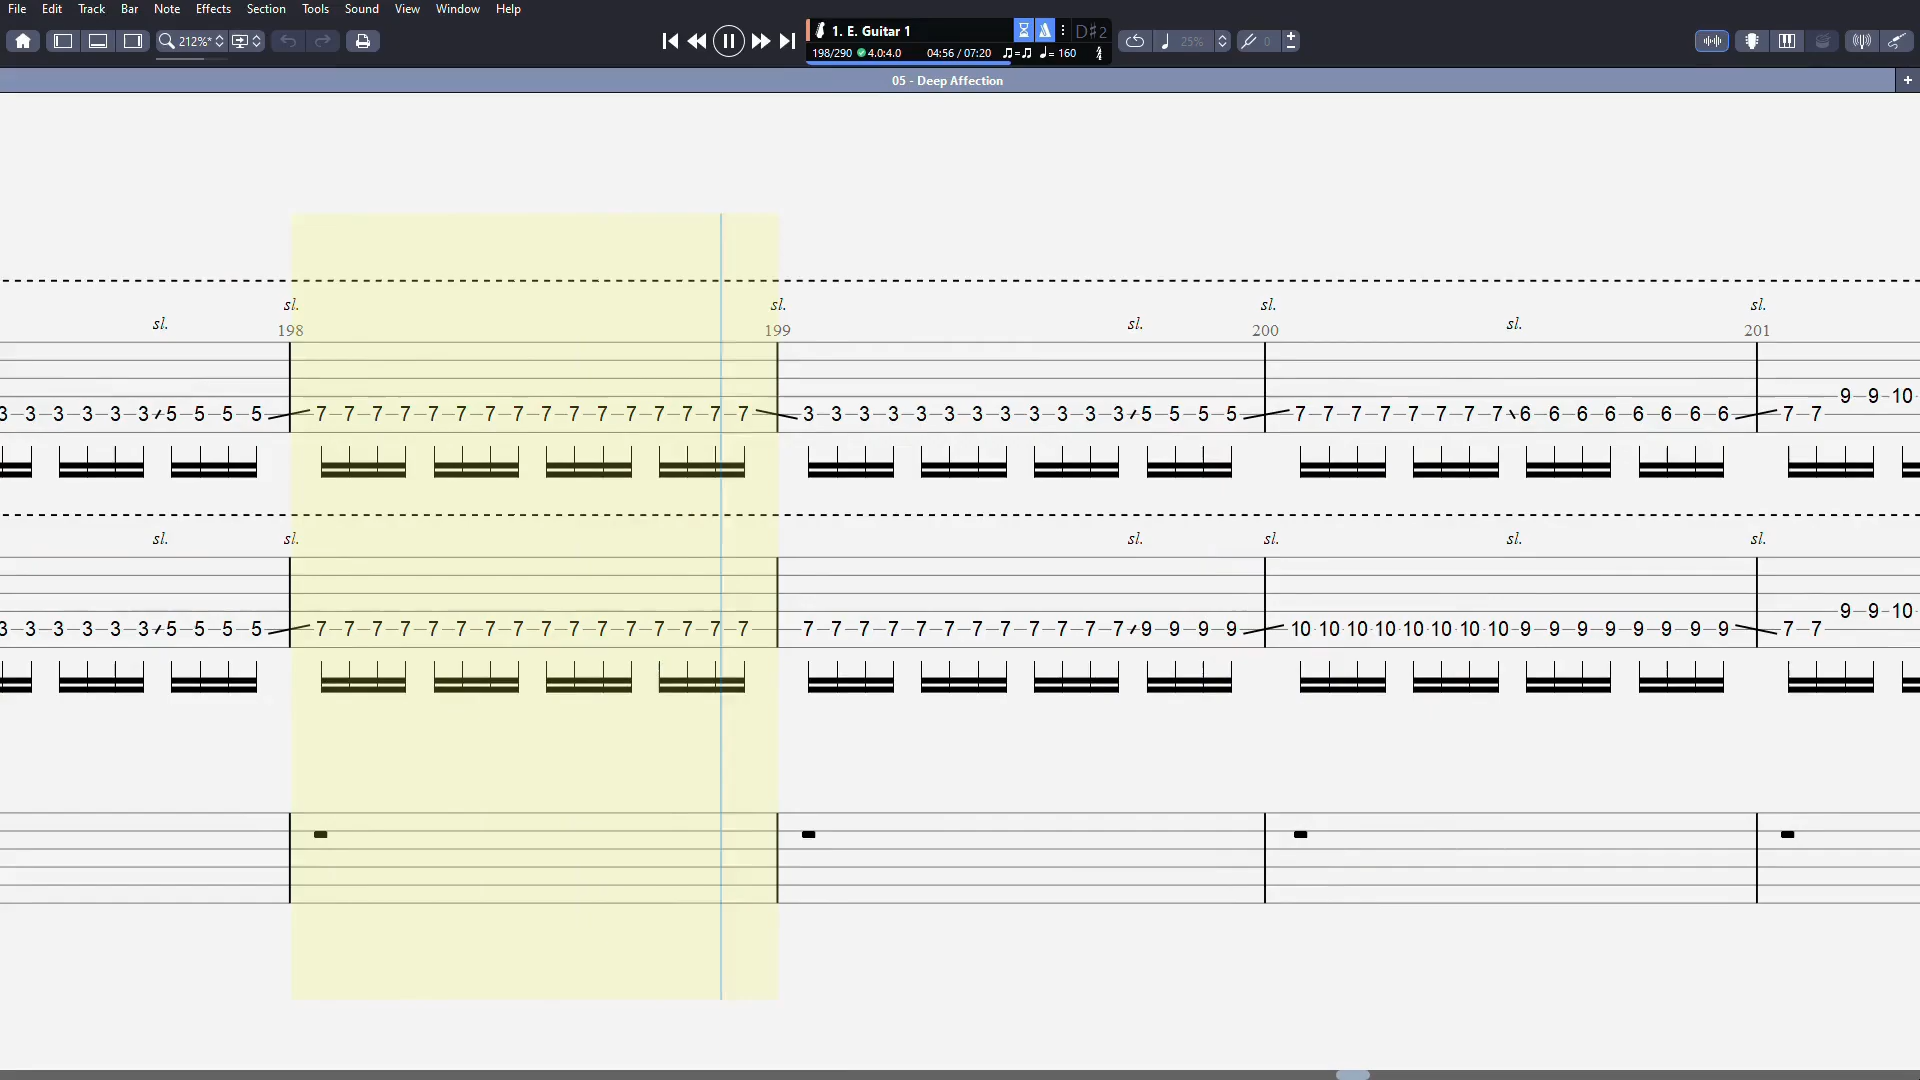 File Edit Track Bar Note Effects Section Tools Sound View Window Help
212%* 1. E. Guitar 1 D#2 25% 0
198/290 4.0:4.0 04:56 / 07:20 = 160
05 - Deep Affection +
sl. sl. sl. sl.
sl. sl. sl.
198 199 200 201
9 9 10
3 3 3 3 3 3 5 5 5 5 7 7 7 7 7 7 7 7 7 7 7 7 7 7 7 7 3 3 3 3 3 3 3 3 3 3 3 3 5 5 5 5 7 7 7 7 7 7 7 7 6 6 6 6 6 6 6 6 7 7
sl. sl. sl. sl. sl. sl.
9 9 10
3 3 3 3 3 3 5 5 5 5 7 7 7 7 7 7 7 7 7 7 7 7 7 7 7 7 7 7 7 7 7 7 7 7 7 7 7 7 9 9 9 9 10 10 10 10 10 10 10 10 9 9 9 9 9 9 9 9 7 7